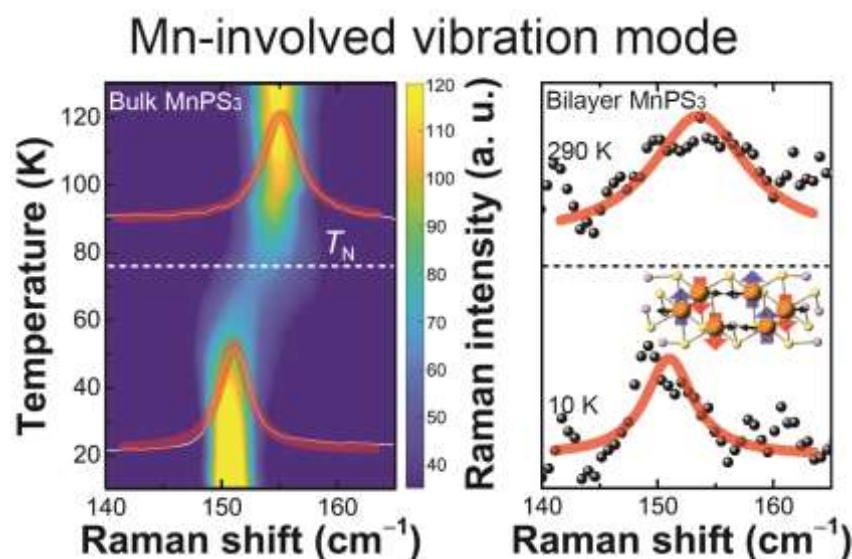 Mn-involved vibration mode
Bulk MnPS₃
Temperature (K)
120
100
80
60
40
20
T_N
140
150
160
Raman shift (cm⁻¹)
120
110
100
90
80
70
60
50
40
Raman intensity (a. u.)
Bilayer MnPS₃
290 K
10 K
140
150
160
Raman shift (cm⁻¹)